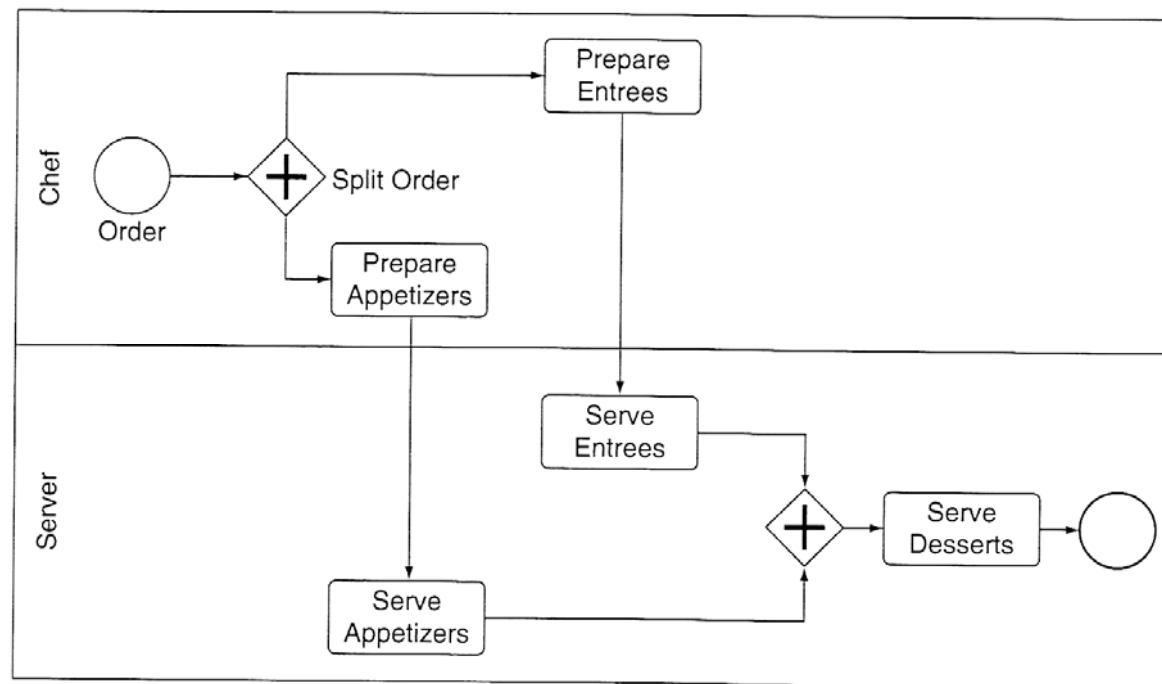 Prepare
Entrees
Chef
Split Order
Order
Prepare
Appetizers
Serve
Entrees
Server
Serve
Desserts
Serve
Appetizers